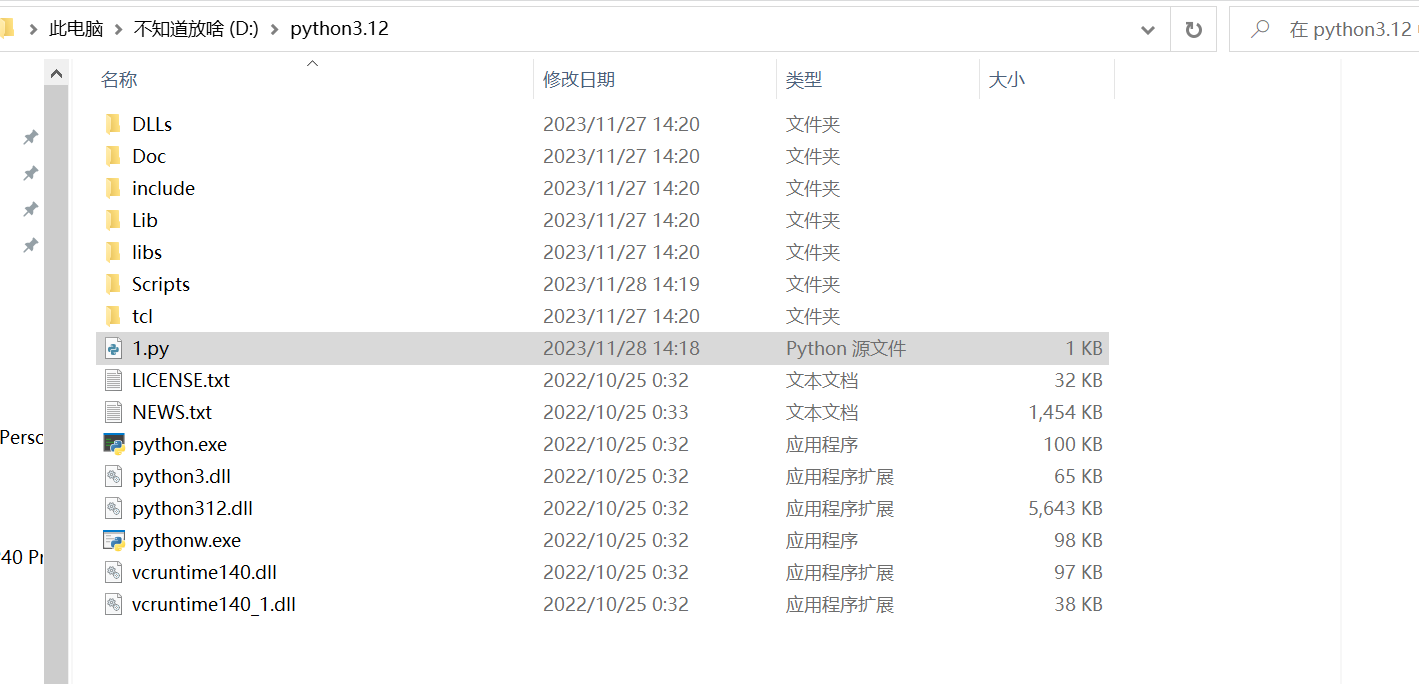 此电脑 > 不知道放啥 (D:) > python3.12
在 python3.12
名称 修改日期 类型 大小
DLLs 2023/11/27 14:20 文件夹
Doc 2023/11/27 14:20 文件夹
include 2023/11/27 14:20 文件夹
Lib 2023/11/27 14:20 文件夹
libs 2023/11/27 14:20 文件夹
Scripts 2023/11/28 14:19 文件夹
tcl 2023/11/27 14:20 文件夹
1.py 2023/11/28 14:18 Python 源文件 1 KB
LICENSE.txt 2022/10/25 0:32 文本文档 32 KB
NEWS.txt 2022/10/25 0:33 文本文档 1,454 KB
Perso
python.exe 2022/10/25 0:32 应用程序 100 KB
python3.dll 2022/10/25 0:32 应用程序扩展 65 KB
python312.dll 2022/10/25 0:32 应用程序扩展 5,643 KB
pythonw.exe 2022/10/25 0:32 应用程序 98 KB
40 Pr
vcruntime140.dll 2022/10/25 0:32 应用程序扩展 97 KB
vcruntime140_1.dll 2022/10/25 0:32 应用程序扩展 38 KB